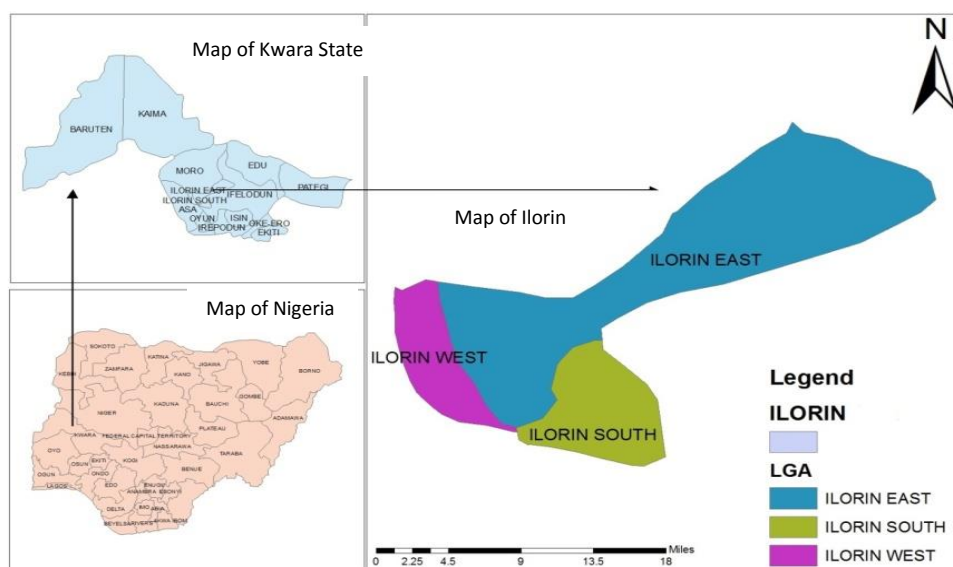 Map of Kwara State
BARUTEN
KAIMA
MORO
EDU
PATEGI
ILORIN EAST
IFELODUN
ILORIN SOUTH
ASA
OYUN
ISIN
OKE-ERO
IREPODUN
EKITI
Map of Nigeria
SOKOTO
KATINA
YOBE
JIGAWA
ZAMFARA
KANO
BORNO
KEBBI
GOMBE
KADUNA
BAUCHI
NIGER
ADAMAWA
PLATEAU
KWARA
FEDERAL CAPITAL TERRITORY
NASSARAWA
OYO
TARABA
OSUN
EKITI
KOGI
BENUE
OGUN
ONDO
EDO
ENUGU
LAGOS
ANAMBRA
EBONYI
DELTA
IMO
ABIA
AKWA IBOM
N
Map of Ilorin
ILORIN EAST
ILORIN WEST
ILORIN SOUTH
Legend
ILORIN
LGA
ILORIN EAST
ILORIN SOUTH
ILORIN WEST
Miles
0 2.25 4.5 9 13.5 18